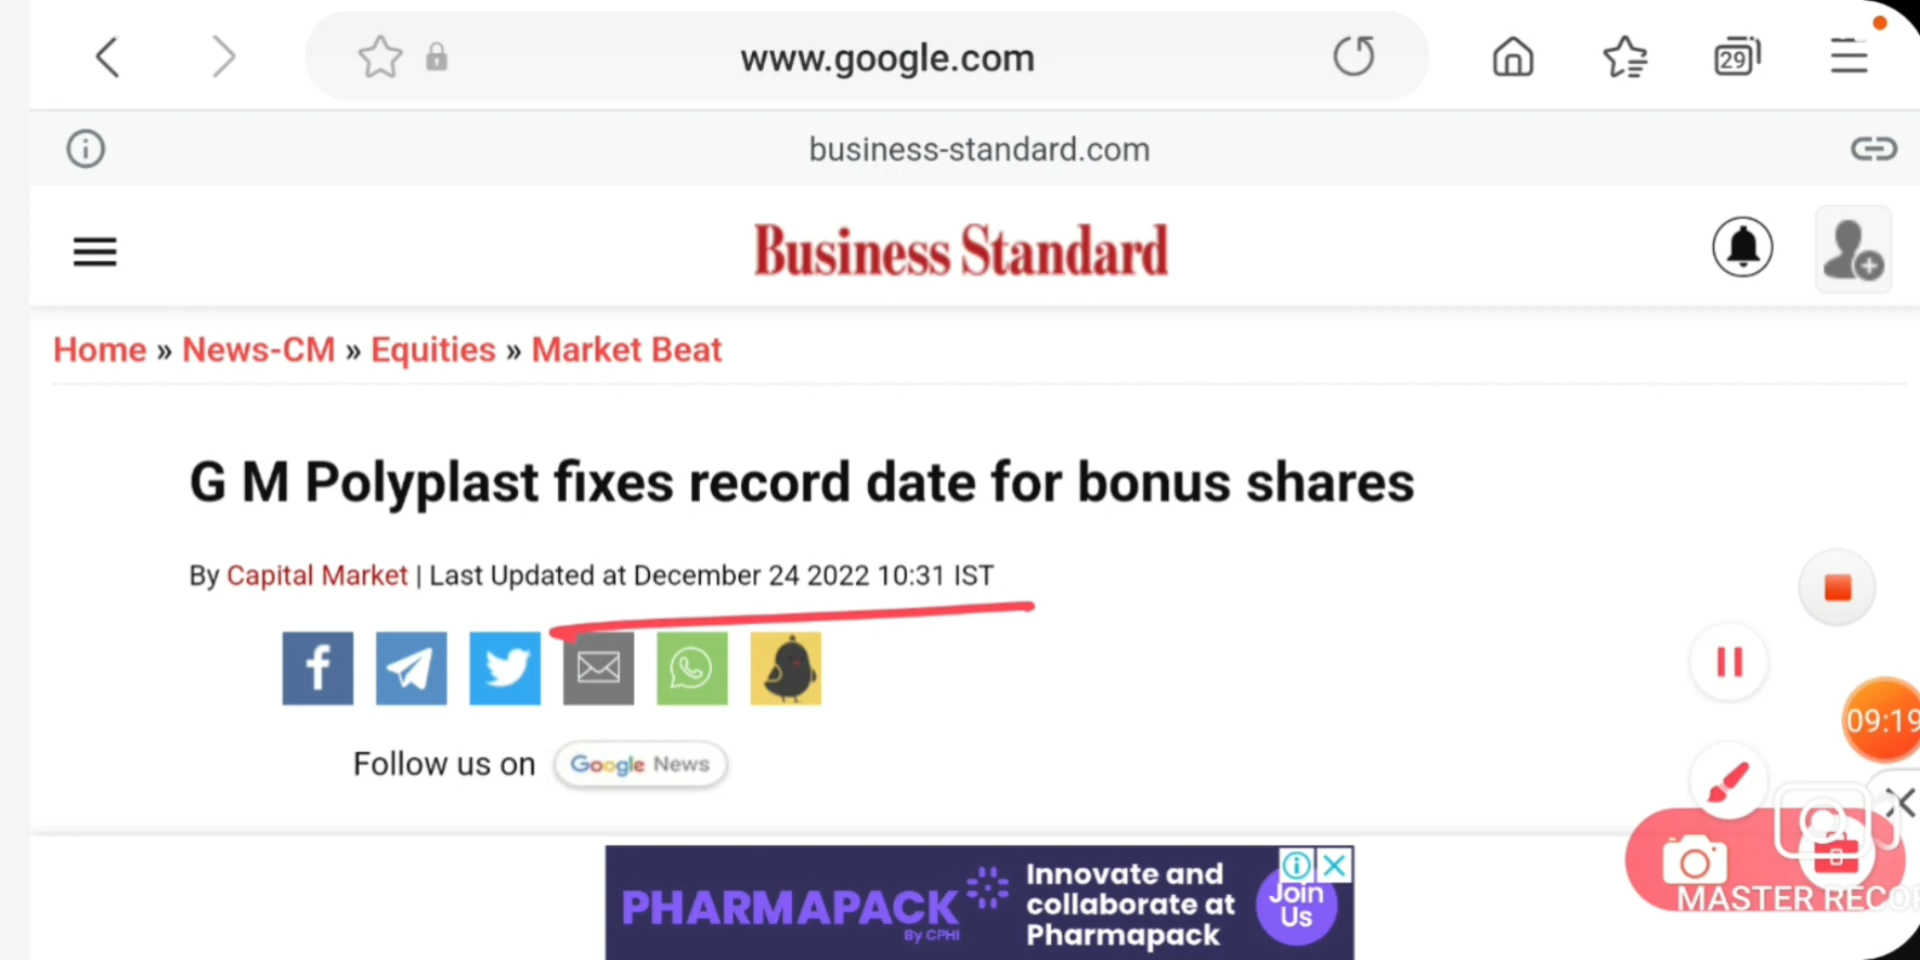 www.google.com
29
business-standard.com
Business Standard
Home » News-CM » Equities » Market Beat
G M Polyplast fixes record date for bonus shares
By Capital Market | Last Updated at December 24 2022 10:31 IST
Follow us on Google News
09:19
PHARMAPACK
By CPHI
Innovate and
collaborate at
Pharmapack
Join
Us
MASTER RECO